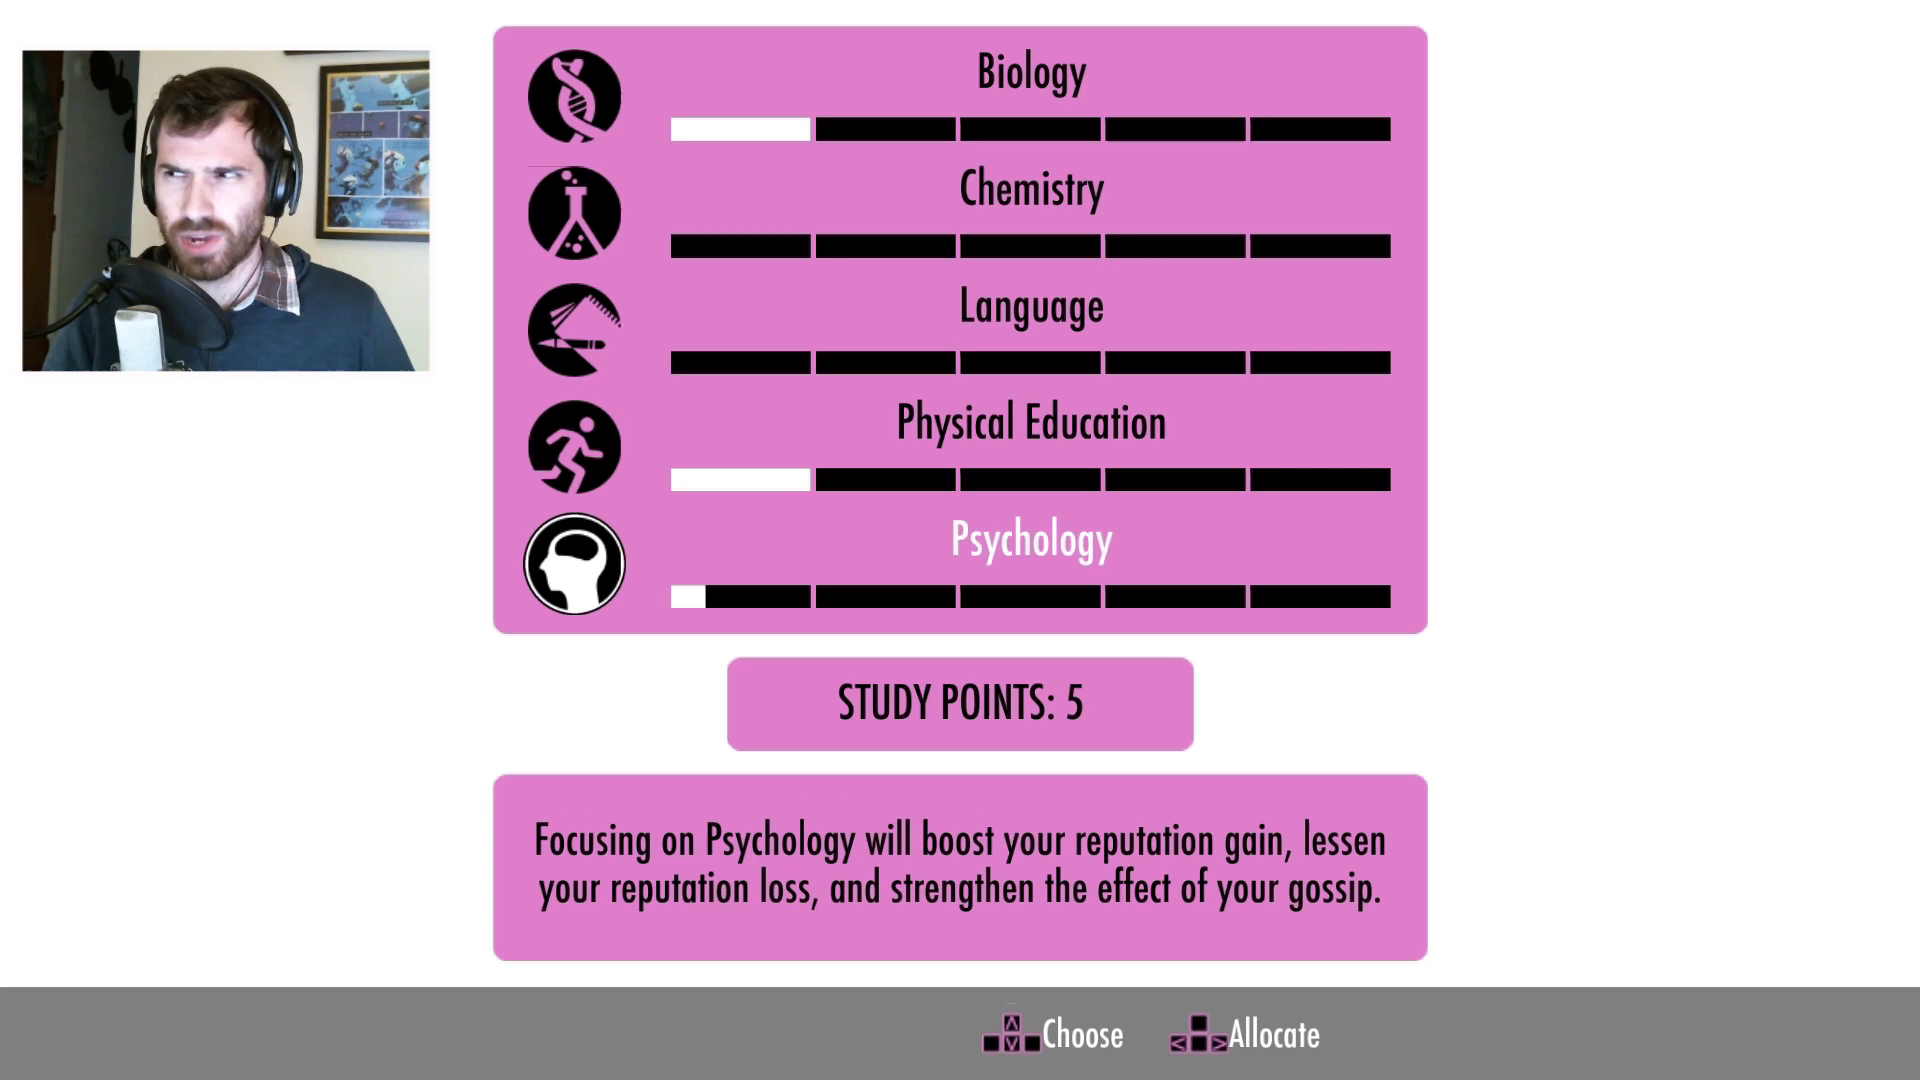 Biology
Chemistry
Language
Physical Education
Psychology
STUDY POINTS: 5
Focusing on Psychology will boost your reputation gain, lessen
your reputation loss, and strengthen the effect of your gossip.
Choose
Allocate